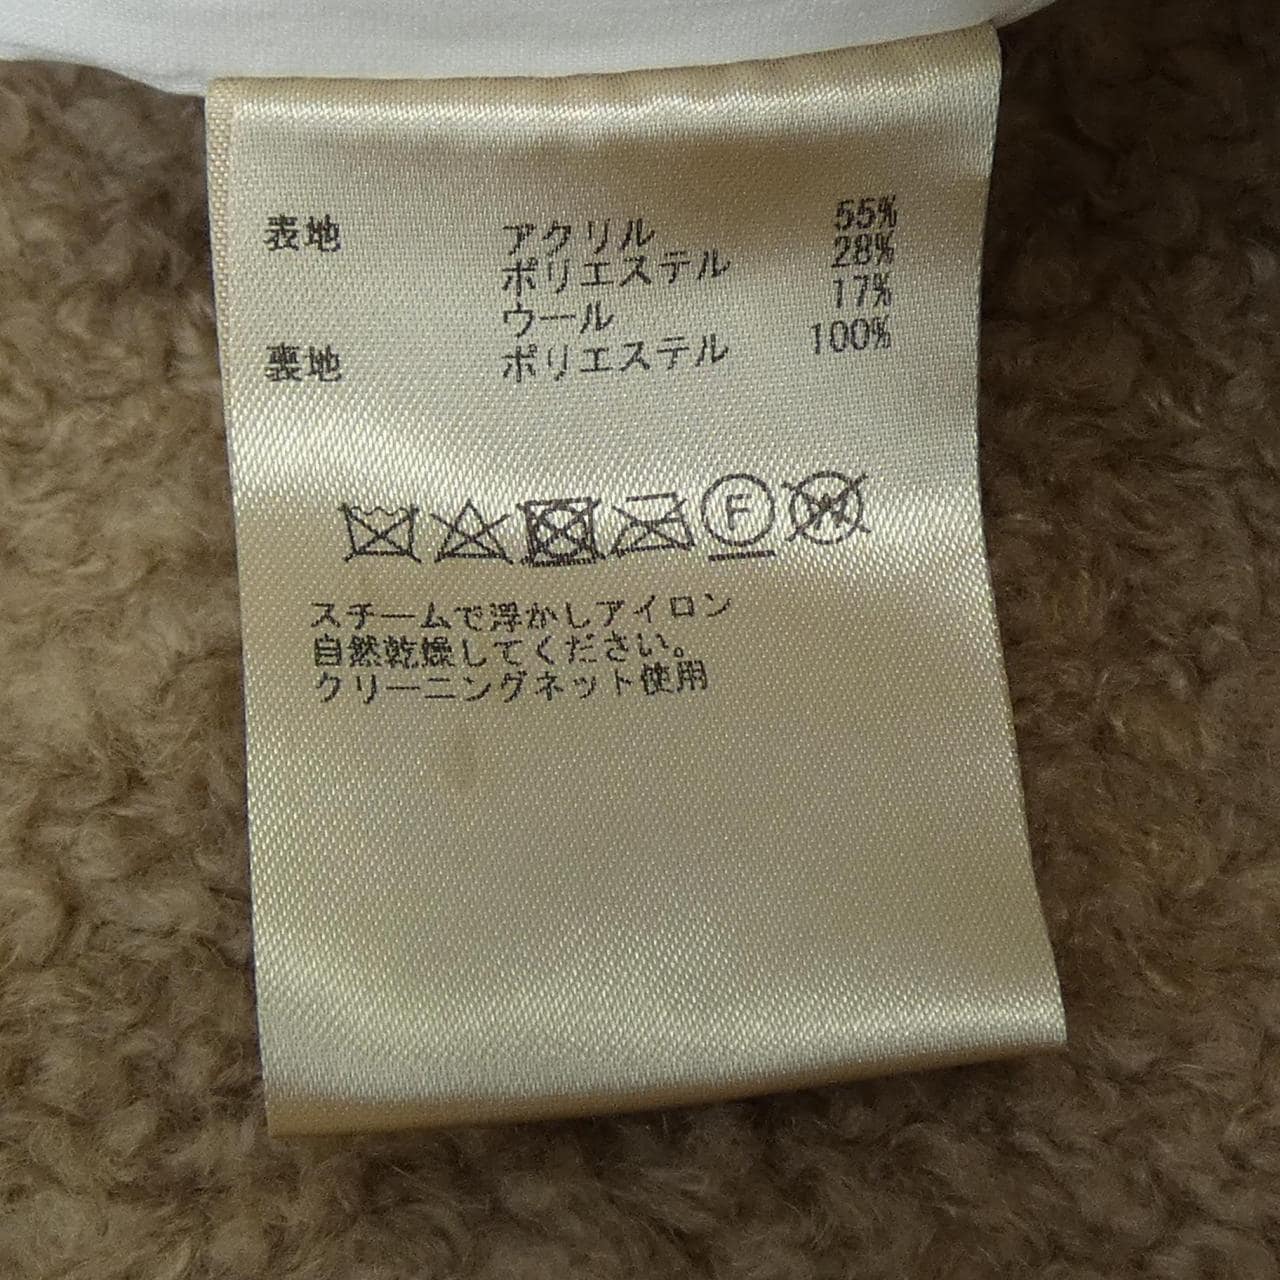 表地 アクリル 55%
ポリエステル 28%
ウール 17%
裏地 ポリエステル 100%
F W
スチームで浮かしアイロン
自然乾燥してください。
クリーニングネット使用